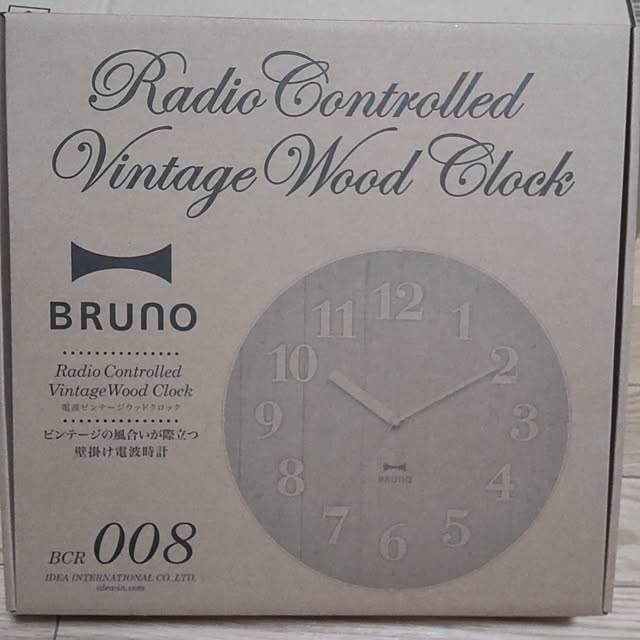 Radio Controlled
Vintage Wood Clock
BRUNO
Radio Controlled
Vintage Wood Clock
電波ビンテージウッドクロック
ビンテージの風合いが際立つ
壁掛け電波時計
BCR 008
IDEA INTERNATIONAL CO.,LTD.
idea-in.com
12
1
2
3
4
5
6
7
8
9
10
11
BRUNO